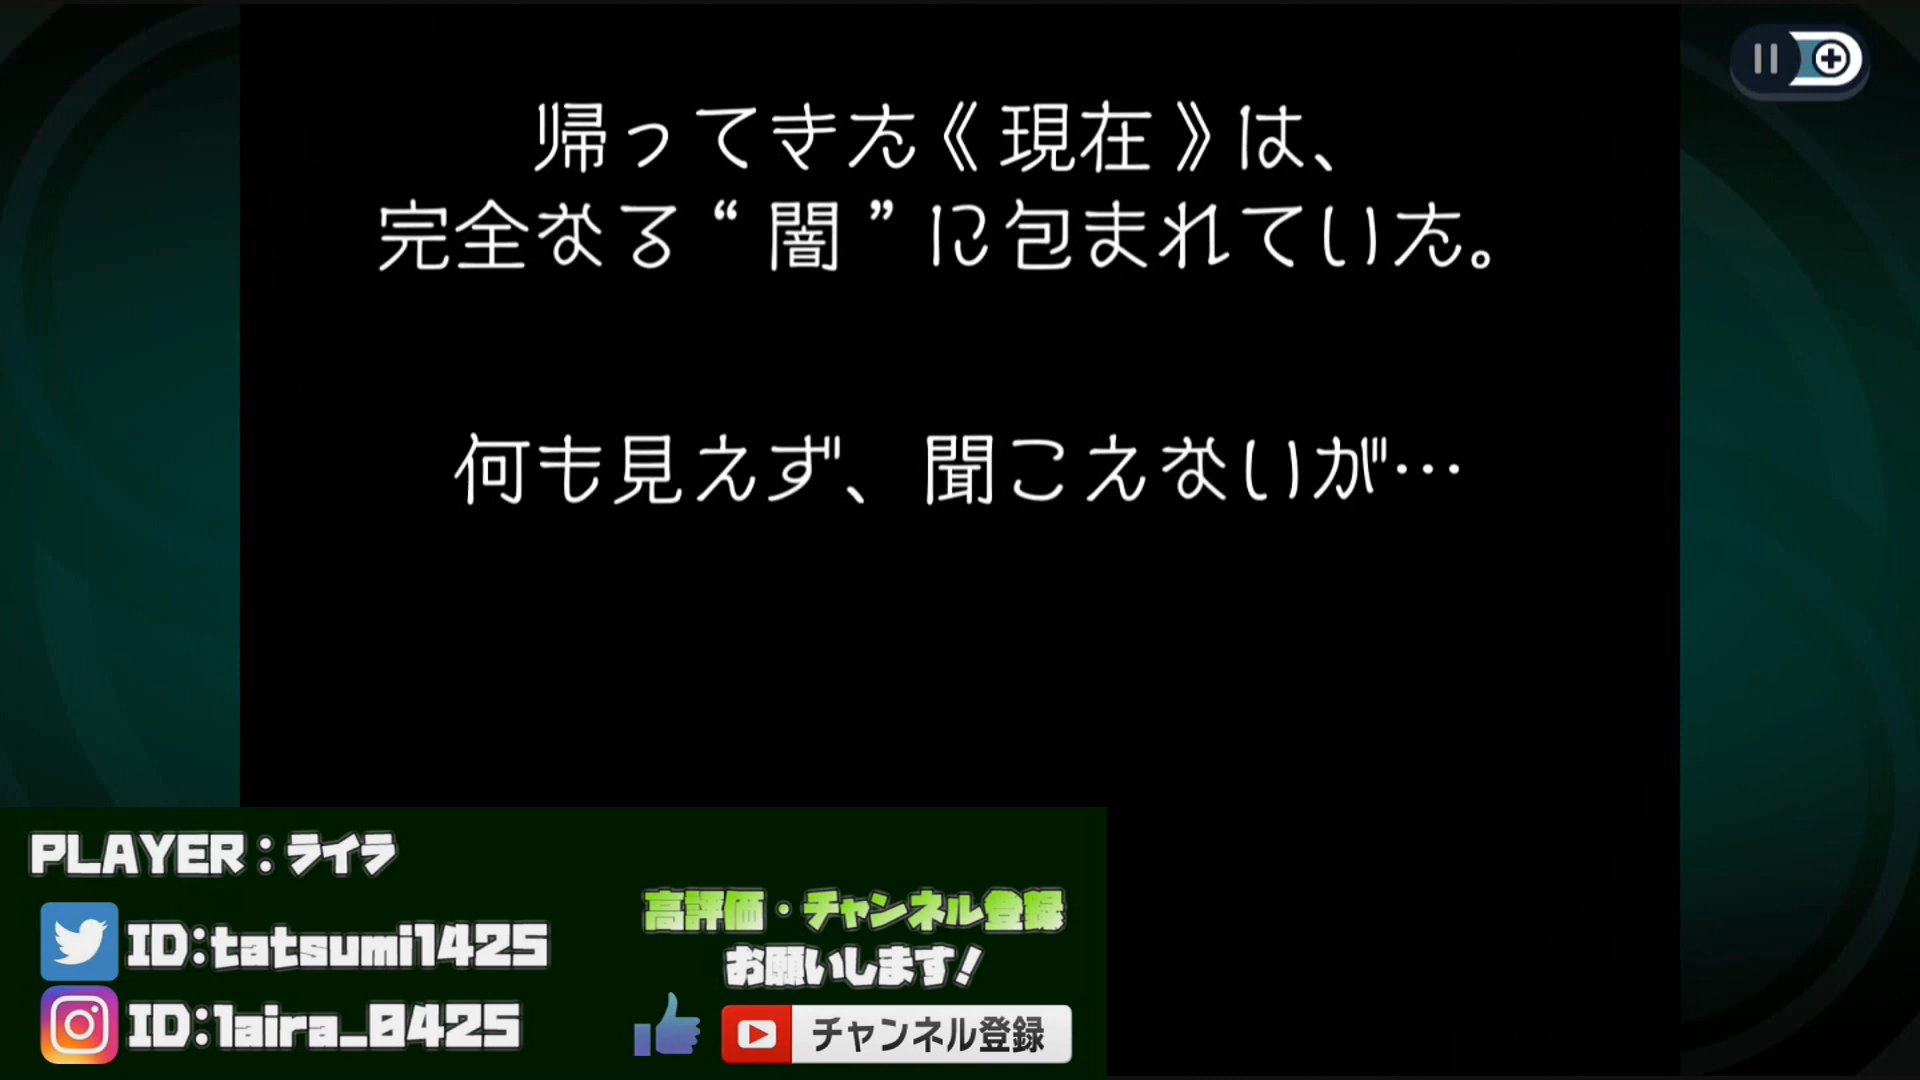 帰ってきた《現在》は、
完全なる“闇”に包まれていた。
何も見えず、聞こえないが…
PLAYER：ライラ
ID:tatsumi1425
ID:laira_0425
高評価・チャンネル登録
お願いします！
チャンネル登録